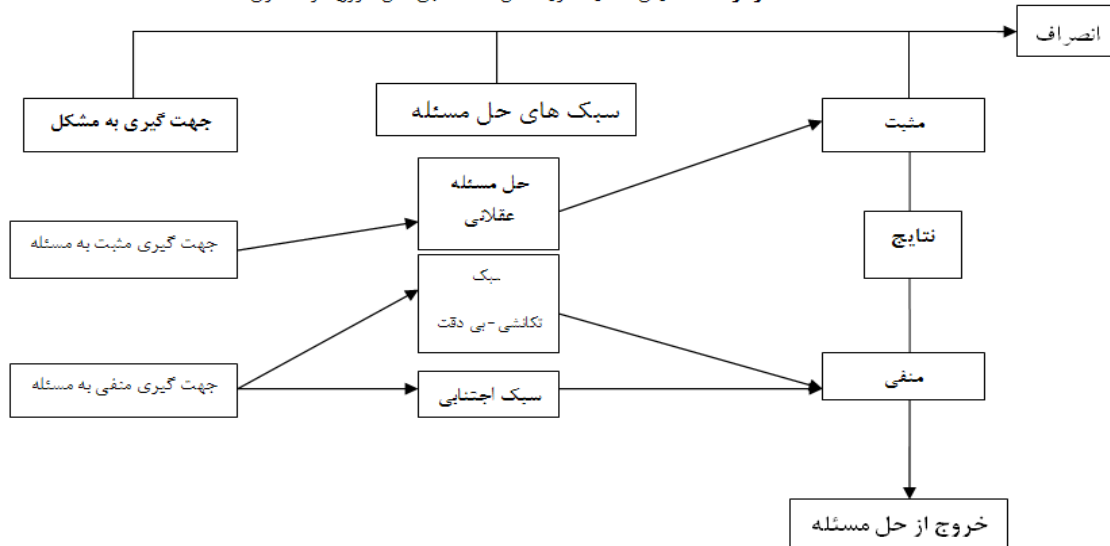 انصراف
جهت گیری به مشکل
سبک های حل مسئله
مثبت
حل مسئله
عقلانی
جهت گیری مثبت به مسئله
نتایج
سبک
تکانشی-بی دقت
جهت گیری منفی به مسئله
سبک اجتنابی
منفی
خروج از حل مسئله